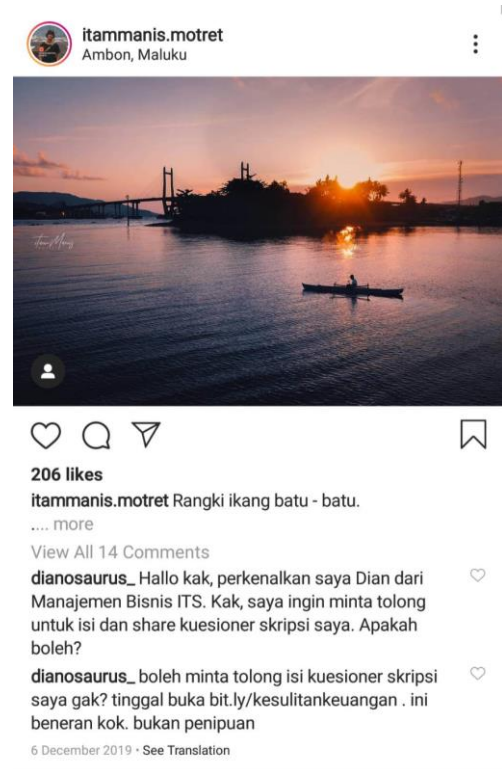 itammanis.motret
Ambon, Maluku
206 likes
itammanis.motret Rangki ikang batu - batu.
.... more
View All 14 Comments
dianosaurus_ Hallo kak, perkenalkan saya Dian dari
Manajemen Bisnis ITS. Kak, saya ingin minta tolong
untuk isi dan share kuesioner skripsi saya. Apakah
boleh?
dianosaurus_ boleh minta tolong isi kuesioner skripsi
saya gak? tinggal buka bit.ly/kesulitankeuangan . ini
beneran kok. bukan penipuan
6 December 2019 · See Translation